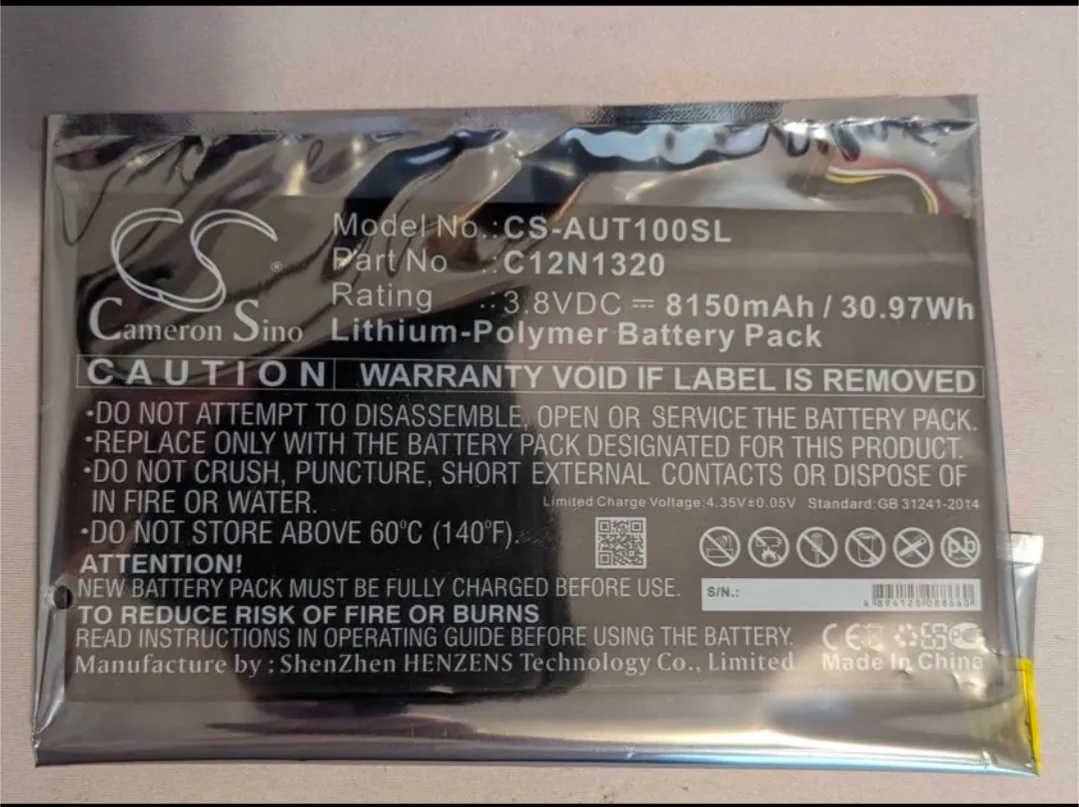 CS®
Cameron Sino
Model No.: CS-AUT100SL
Part No .: C12N1320
Rating .: 3.8VDC ⎓ 8150mAh / 30.97Wh
Lithium-Polymer Battery Pack
CAUTION WARRANTY VOID IF LABEL IS REMOVED
•DO NOT ATTEMPT TO DISASSEMBLE, OPEN OR SERVICE THE BATTERY PACK.
•REPLACE ONLY WITH THE BATTERY PACK DESIGNATED FOR THIS PRODUCT.
•DO NOT CRUSH, PUNCTURE, SHORT EXTERNAL CONTACTS OR DISPOSE OF
IN FIRE OR WATER.
Limited Charge Voltage:4.35V±0.05V Standard:GB 31241-2014
•DO NOT STORE ABOVE 60°C (140°F).
ATTENTION!
NEW BATTERY PACK MUST BE FULLY CHARGED BEFORE USE.
TO REDUCE RISK OF FIRE OR BURNS
READ INSTRUCTIONS IN OPERATING GUIDE BEFORE USING THE BATTERY.
Manufacture by : ShenZhen HENZENS Technology Co., Limited
Pb
S/N.:
CE
Made In China